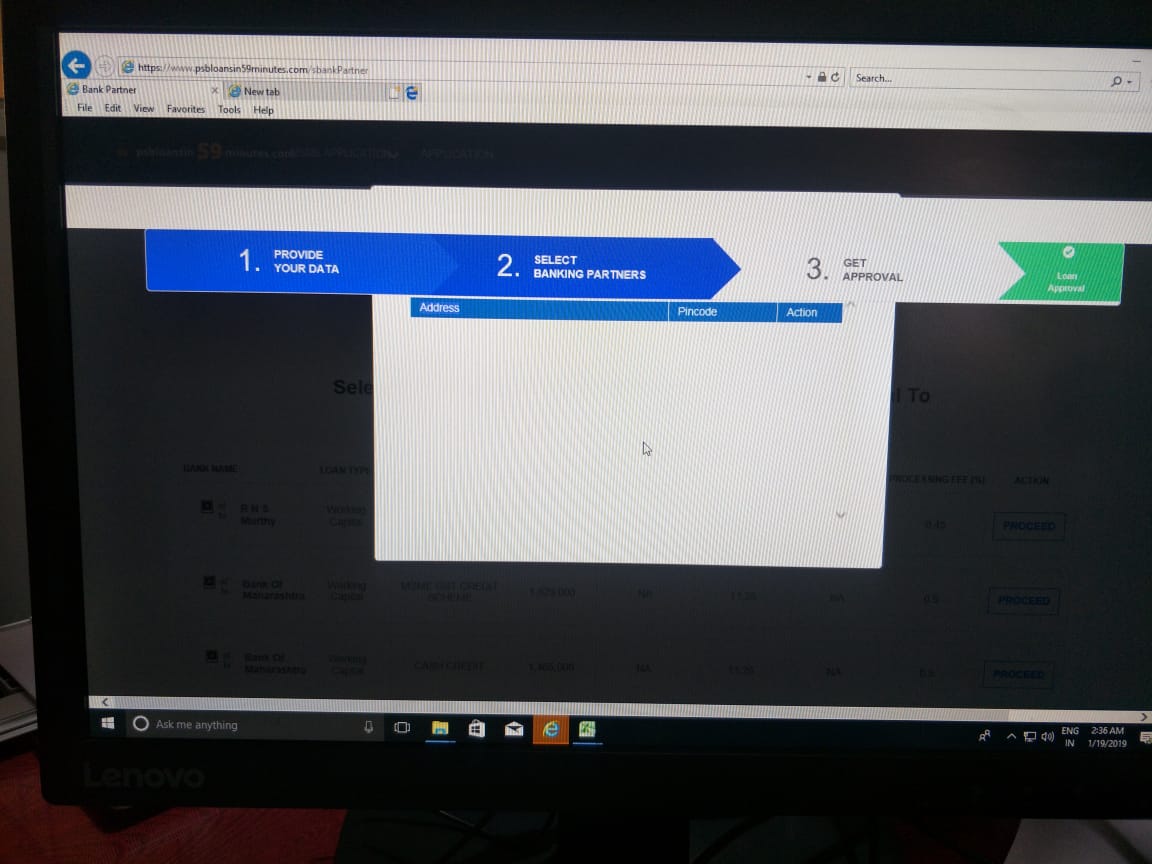 https://www.psbloansin59minutes.com/sbankPartner
Search...
Bank Partner
New tab
File Edit View Favorites Tools Help
psbloansin 59 minutes.com
APPLICATION
APPLICATION
1. PROVIDE
YOUR DATA
2. SELECT
BANKING PARTNERS
3. GET
APPROVAL
Loan
Approval
Address Pincode Action
Sele
l To
BANK NAME LOAN TYPE PROCESSING FEE (%) ACTION
R N S
Murthy
Working
Capital
0.45
PROCEED
Bank Of
Maharashtra
Working
Capital
MSME GST CREDIT
SCHEME
1,629,000
NA
11.25
NA
0.5
PROCEED
Bank Of
Maharashtra
Working
Capital
CASH CREDIT
1,465,000
NA
11.25
NA
0.5
PROCEED
Ask me anything
ENG
IN
2:36 AM
1/19/2019
Lenovo